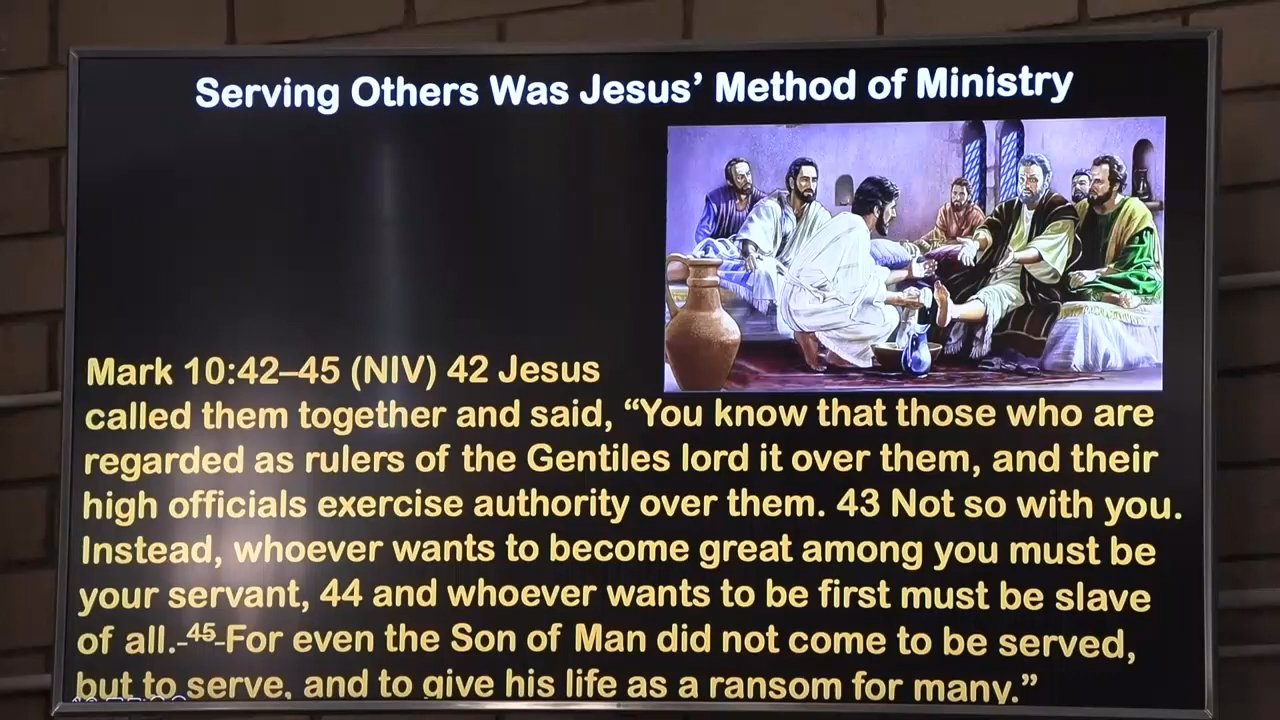 Serving Others Was Jesus’ Method of Ministry
Mark 10:42–45 (NIV) 42 Jesus
called them together and said, “You know that those who are
regarded as rulers of the Gentiles lord it over them, and their
high officials exercise authority over them. 43 Not so with you.
Instead, whoever wants to become great among you must be
your servant, 44 and whoever wants to be first must be slave
of all. 45 For even the Son of Man did not come to be served,
but to serve, and to give his life as a ransom for many.”